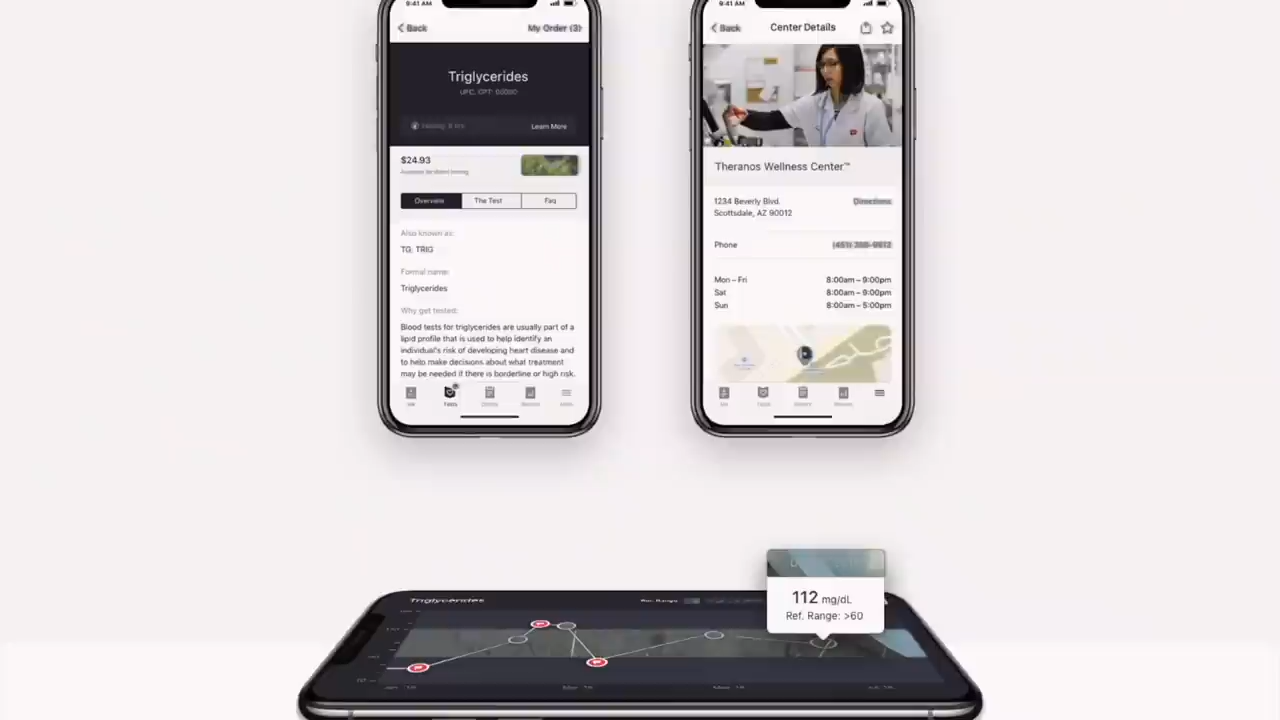 9:41 AM
Back
My Order (3)
Triglycerides
Learn More
$24.93
Overview
The Test
Faq
Also known as:
TG, TRIG
Formal name:
Triglycerides
Why get tested:
Blood tests for triglycerides are usually part of a
lipid profile that is used to help identify an
individual's risk of developing heart disease and
to help make decisions about what treatment
may be needed if there is borderline or high risk.
Tests
9:41 AM
Back
Center Details
Theranos Wellness Center™
1234 Beverly Blvd.
Scottsdale, AZ 90012
Directions
Phone
Mon – Fri
8:00am – 9:00pm
Sat
8:00am – 9:00pm
Sun
8:00am – 5:00pm
Triglycerides
Ref. Range
112 mg/dL
Ref. Range: >60